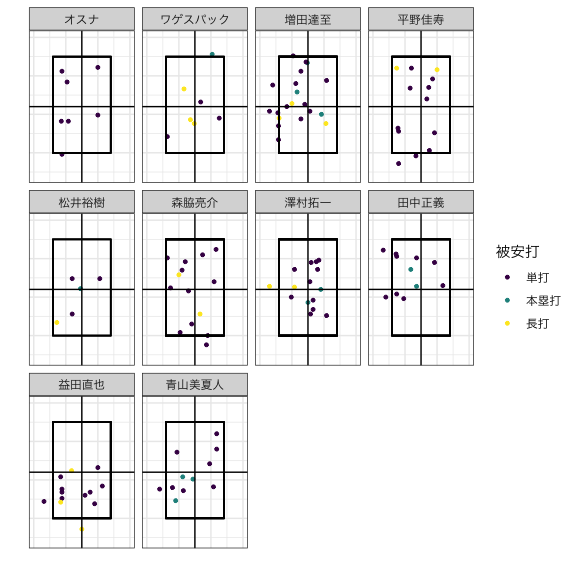 オスナ
ワゲスパック
増田達至
平野佳寿
松井裕樹
森脇亮介
澤村拓一
田中正義
益田直也
青山美夏人
被安打
単打
本塁打
長打